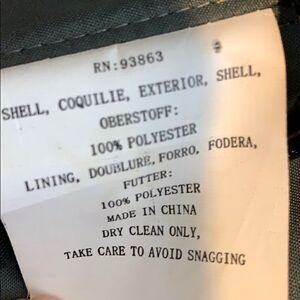 RN:93863
SHELL, COQUILIE, EXTERIOR, SHELL,
OBERSTOFF:
100% POLYESTER
LINING, DOUBLURE, FORRO, FODERA,
FUTTER:
100% POLYESTER
MADE IN CHINA
DRY CLEAN ONLY,
TAKE CARE TO AVOID SNAGGING